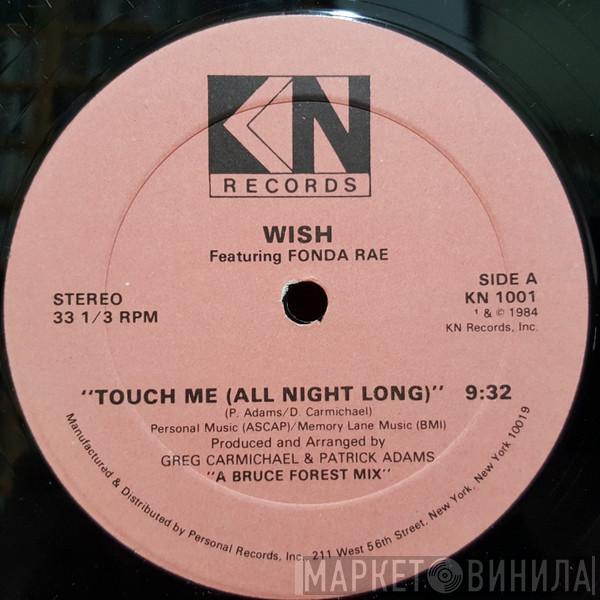 KN
RECORDS
WISH
Featuring FONDA RAE
STEREO
33 1/3 RPM
SIDE A
KN 1001
¹ & © 1984
KN Records, Inc.
"TOUCH ME (ALL NIGHT LONG)" 9:32
(P. Adams/D. Carmichael)
Personal Music (ASCAP)/Memory Lane Music (BMI)
Produced and Arranged by
GREG CARMICHAEL & PATRICK ADAMS
"A BRUCE FOREST MIX"
Manufactured & Distributed by Personal Records, Inc., 211 West 56th Street, New York, New York 10019
МАРКЕТ ВИНИЛА